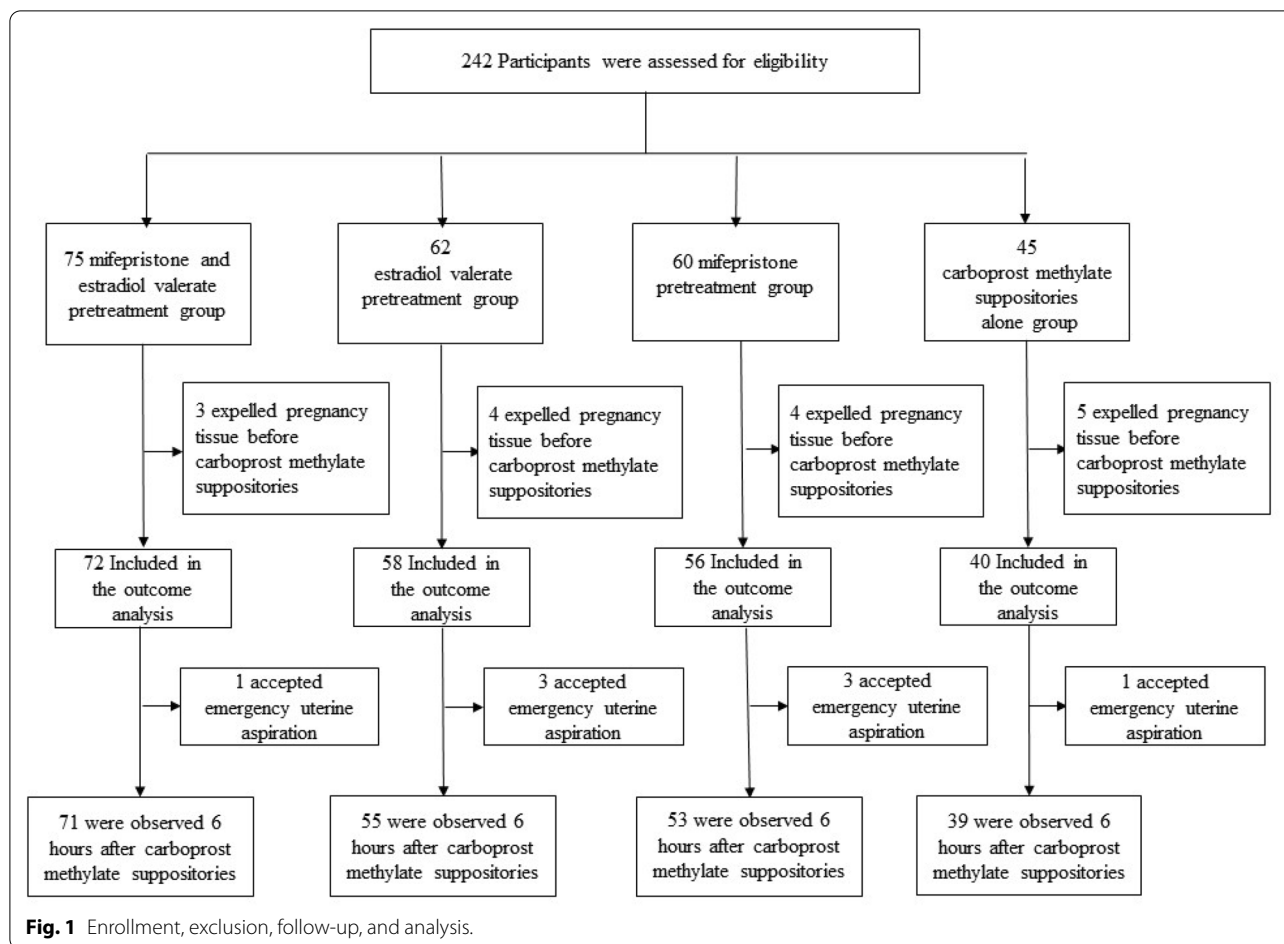 242 Participants were assessed for eligibility
75 mifepristone and
estradiol valerate
pretreatment group
62
estradiol valerate
pretreatment group
60 mifepristone
pretreatment group
45
carboprost methylate
suppositories
alone group
3 expelled pregnancy
tissue before
carboprost methylate
suppositories
4 expelled pregnancy
tissue before
carboprost methylate
suppositories
4 expelled pregnancy
tissue before
carboprost methylate
suppositories
5 expelled pregnancy
tissue before
carboprost methylate
suppositories
72 Included in
the outcome
analysis
58 Included in
the outcome
analysis
56 Included in
the outcome
analysis
40 Included in
the outcome
analysis
1 accepted
emergency uterine
aspiration
3 accepted
emergency uterine
aspiration
3 accepted
emergency uterine
aspiration
1 accepted
emergency uterine
aspiration
71 were observed 6
hours after carboprost
methylate suppositories
55 were observed 6
hours after carboprost
methylate suppositories
53 were observed 6
hours after carboprost
methylate suppositories
39 were observed 6
hours after carboprost
methylate suppositories
Fig. 1 Enrollment, exclusion, follow-up, and analysis.